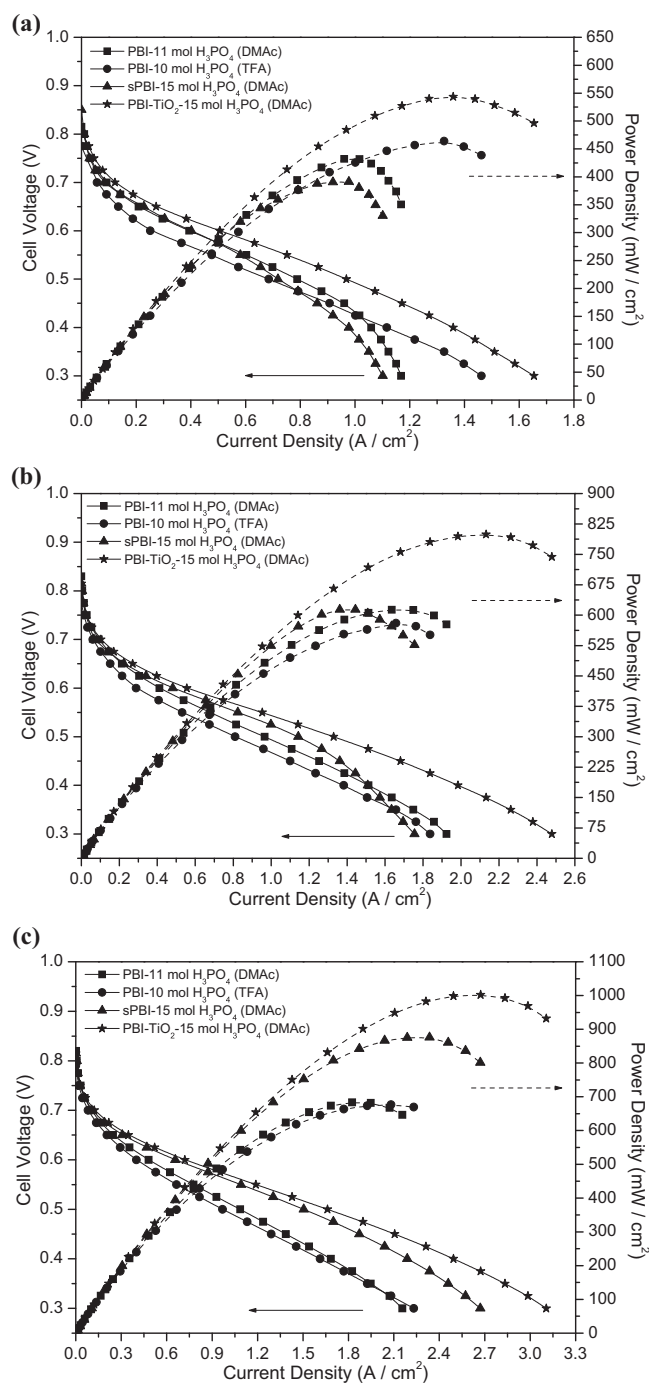 (a)
PBI-11 mol H₃PO₄ (DMAc)
PBI-10 mol H₃PO₄ (TFA)
sPBI-15 mol H₃PO₄ (DMAc)
PBI-TiO₂-15 mol H₃PO₄ (DMAc)
1.0
0.9
0.8
0.7
0.6
0.5
0.4
0.3
Cell Voltage (V)
650
600
550
500
450
400
350
300
250
200
150
100
50
0
Power Density (mW / cm²)
0.0 0.2 0.4 0.6 0.8 1.0 1.2 1.4 1.6 1.8
Current Density (A / cm²)
(b)
PBI-11 mol H₃PO₄ (DMAc)
PBI-10 mol H₃PO₄ (TFA)
sPBI-15 mol H₃PO₄ (DMAc)
PBI-TiO₂-15 mol H₃PO₄ (DMAc)
1.0
0.9
0.8
0.7
0.6
0.5
0.4
0.3
Cell Voltage (V)
900
825
750
675
600
525
450
375
300
225
150
75
0
Power Density (mW / cm²)
0.0 0.2 0.4 0.6 0.8 1.0 1.2 1.4 1.6 1.8 2.0 2.2 2.4 2.6
Current Density (A / cm²)
(c)
PBI-11 mol H₃PO₄ (DMAc)
PBI-10 mol H₃PO₄ (TFA)
sPBI-15 mol H₃PO₄ (DMAc)
PBI-TiO₂-15 mol H₃PO₄ (DMAc)
1.0
0.9
0.8
0.7
0.6
0.5
0.4
0.3
Cell Voltage (V)
1100
1000
900
800
700
600
500
400
300
200
100
0
Power Density (mW / cm²)
0.0 0.3 0.6 0.9 1.2 1.5 1.8 2.1 2.4 2.7 3.0 3.3
Current Density (A / cm²)